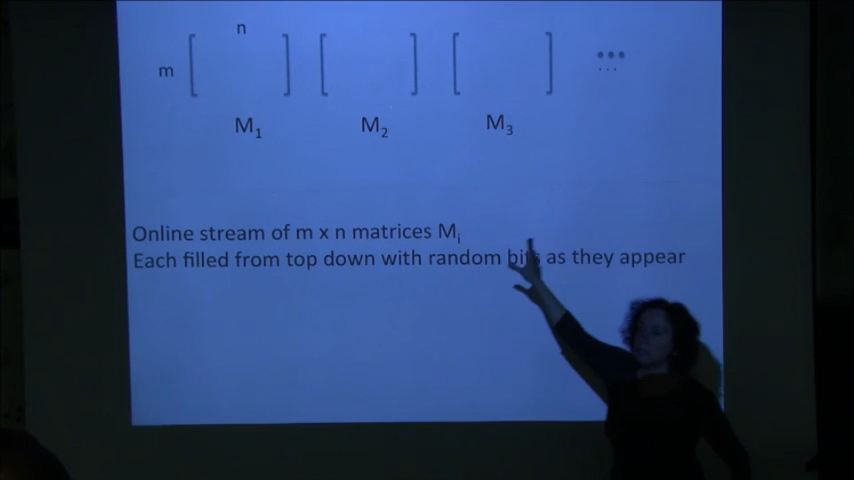 n
m [ ] [ ] [ ] •••
...
M₁ M₂ M₃
Online stream of m x n matrices Mᵢ
Each filled from top down with random bits as they appear